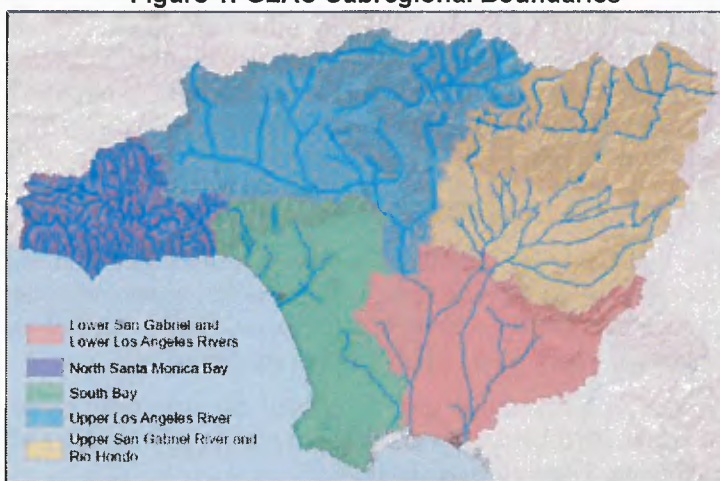 Figure 1. GLAC Subregional Boundaries
Lower San Gabriel and
Lower Los Angeles Rivers
North Santa Monica Bay
South Bay
Upper Los Angeles River
Upper San Gabriel River and
Rio Hondo